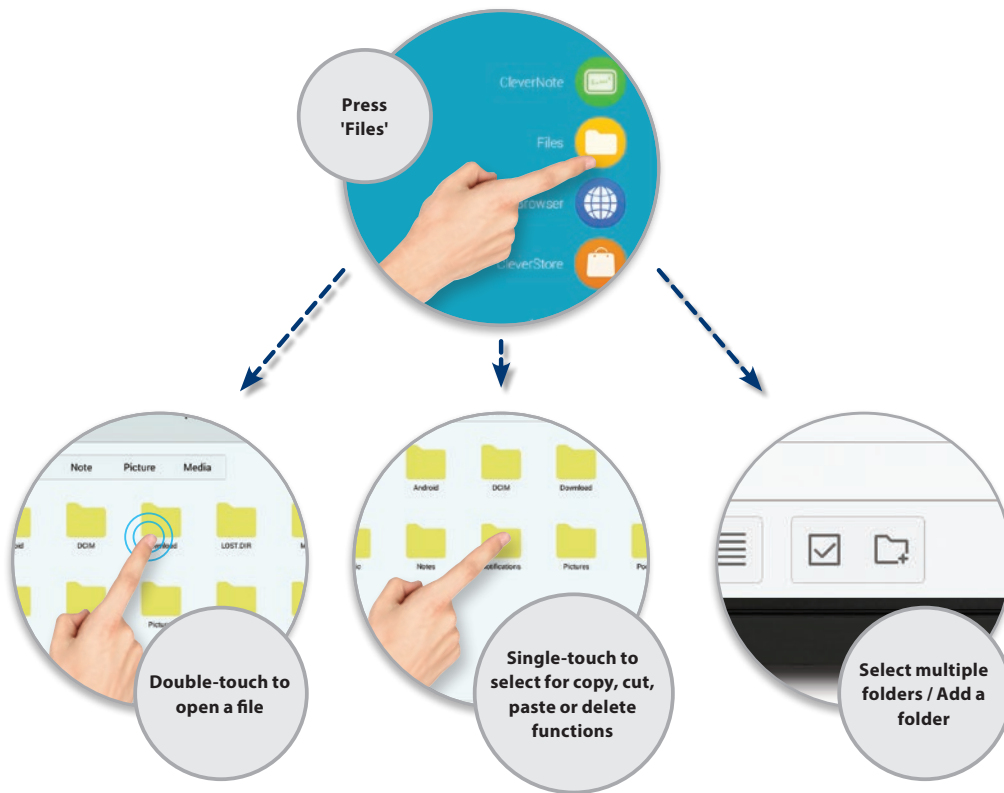 Press
'Files'
CleverNote
Files
Browser
CleverStore
Note Picture Media
DCIM Download LOST.DIR
Double-touch to
open a file
Android DCIM Download
Notes Notifications Pictures
Single-touch to
select for copy, cut,
paste or delete
functions
Select multiple
folders / Add a
folder